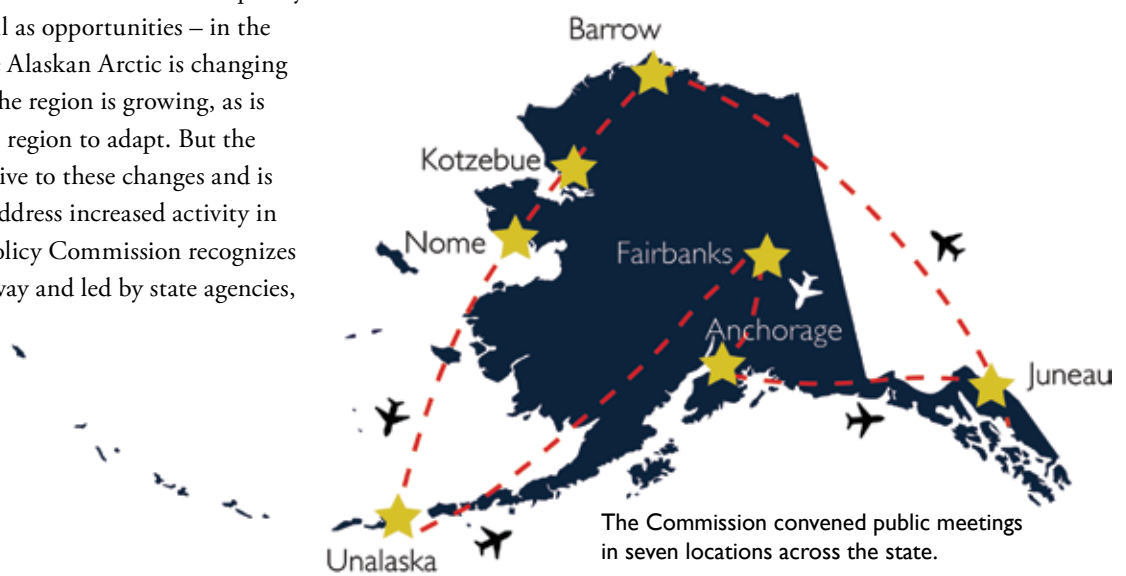 l as opportunities – in the
Alaskan Arctic is changing
he region is growing, as is
region to adapt. But the
ive to these changes and is
ddress increased activity in
olicy Commission recognizes
way and led by state agencies,
Barrow
Kotzebue
Nome
Fairbanks
Anchorage
Juneau
Unalaska
The Commission convened public meetings
in seven locations across the state.